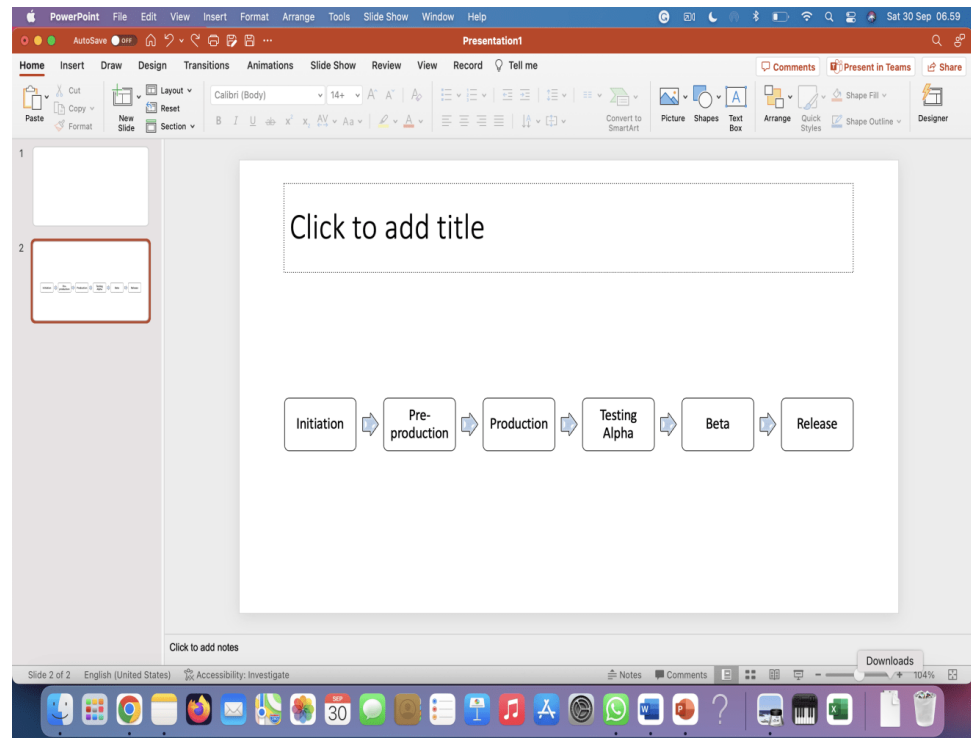 PowerPoint File Edit View Insert Format Arrange Tools Slide Show Window Help Sat 30 Sep 06.59
AutoSave OFF Presentation1
Home Insert Draw Design Transitions Animations Slide Show Review View Record Tell me Comments Present in Teams Share
Paste
Cut
Copy
Format
New
Slide
Layout
Reset
Section
Calibri (Body) 14+
Convert to
SmartArt
Picture
Shapes
Text
Box
Arrange
Quick
Styles
Shape Fill
Shape Outline
Designer
1
2
Click to add title
Initiation
Pre-
production
Production
Testing
Alpha
Beta
Release
Click to add notes
Downloads
Slide 2 of 2 English (United States) Accessibility: Investigate Notes Comments 104%
SEP
30